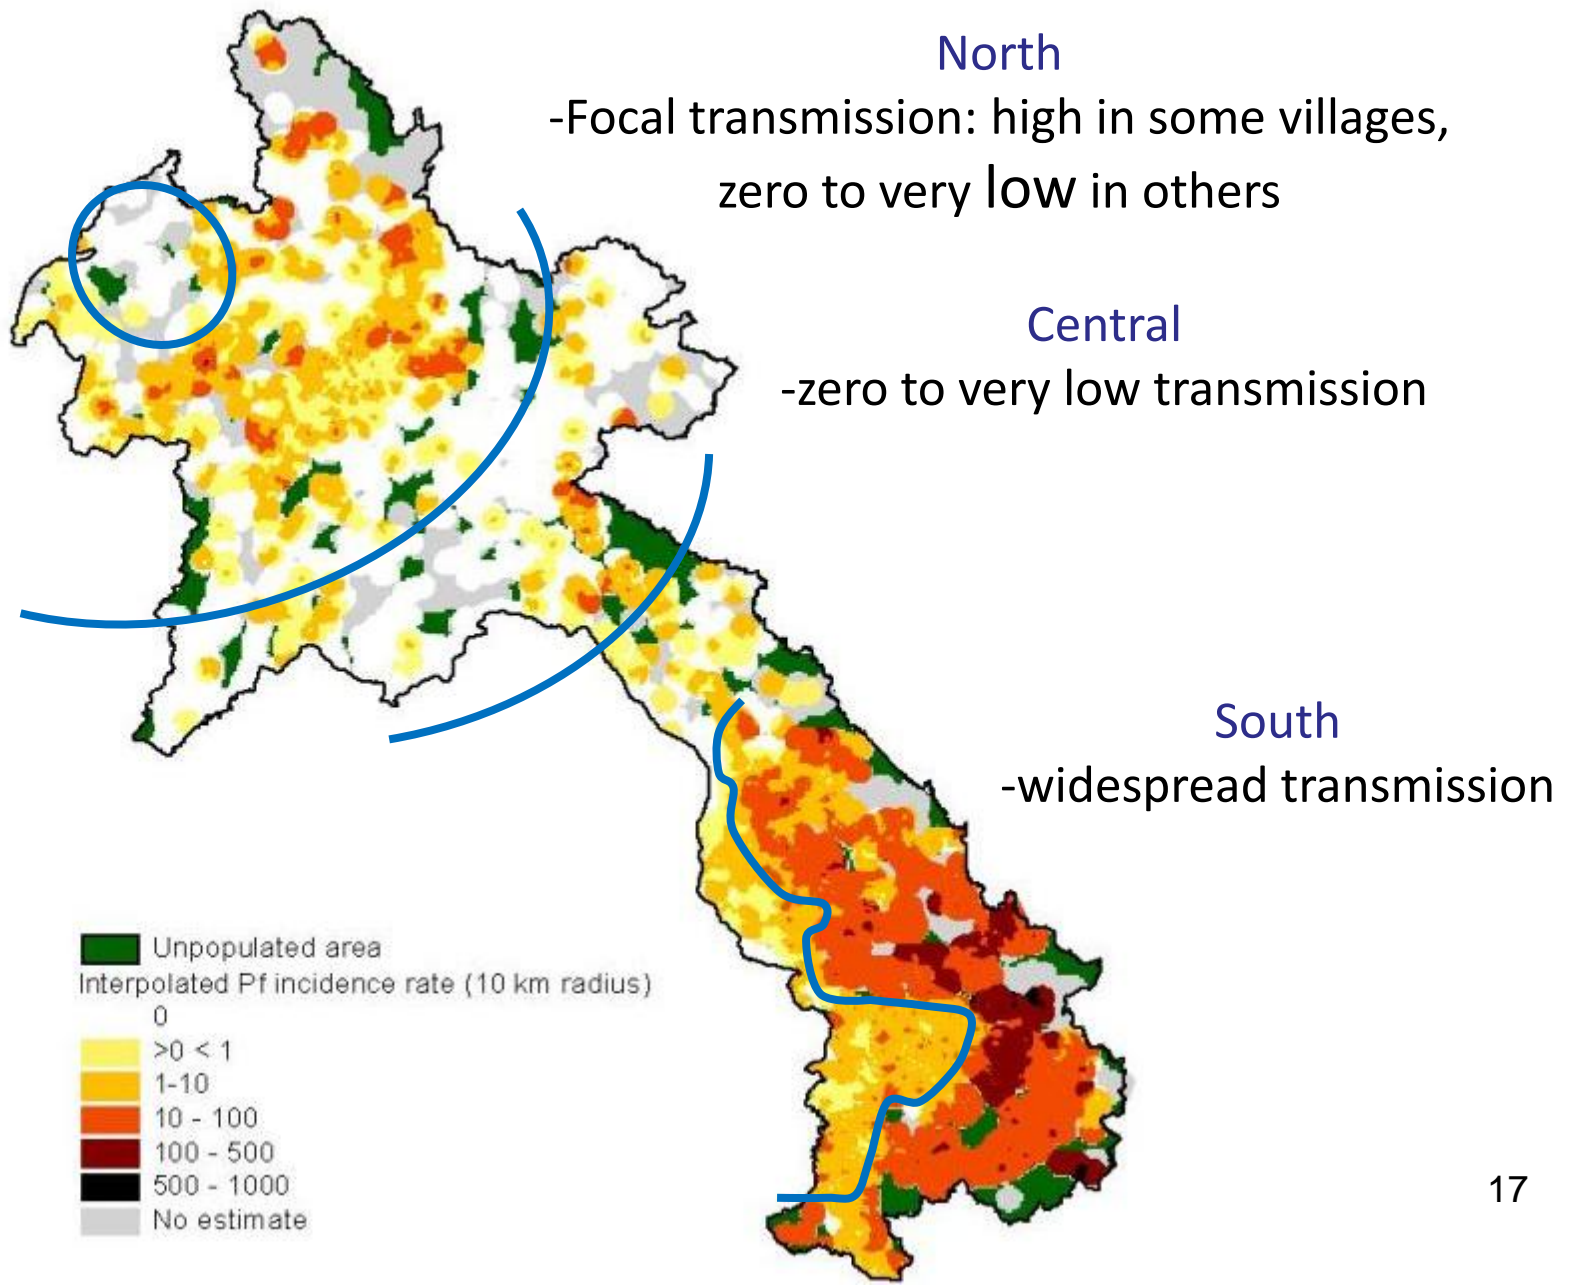 North
-Focal transmission: high in some villages,
zero to very low in others
Central
-zero to very low transmission
South
-widespread transmission
Unpopulated area
Interpolated Pf incidence rate (10 km radius)
0
>0 < 1
1-10
10 - 100
100 - 500
500 - 1000
No estimate
17